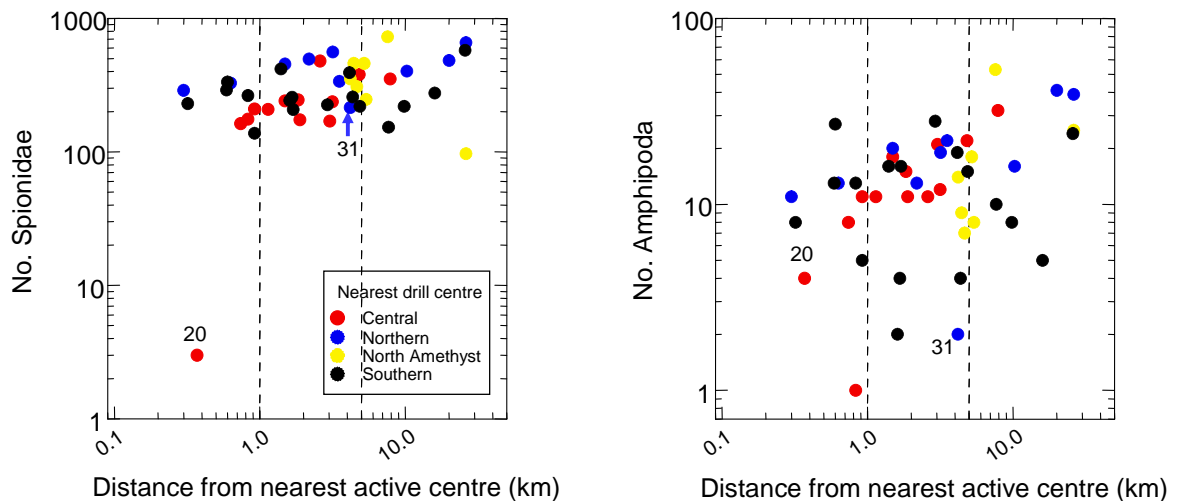 1000
100
10
1
No. Spionidae
31
20
Nearest drill centre
Central
Northern
North Amethyst
Southern
0.1
1.0
10.0
Distance from nearest active centre (km)
100
10
1
No. Amphipoda
20
31
0.1
1.0
10.0
Distance from nearest active centre (km)